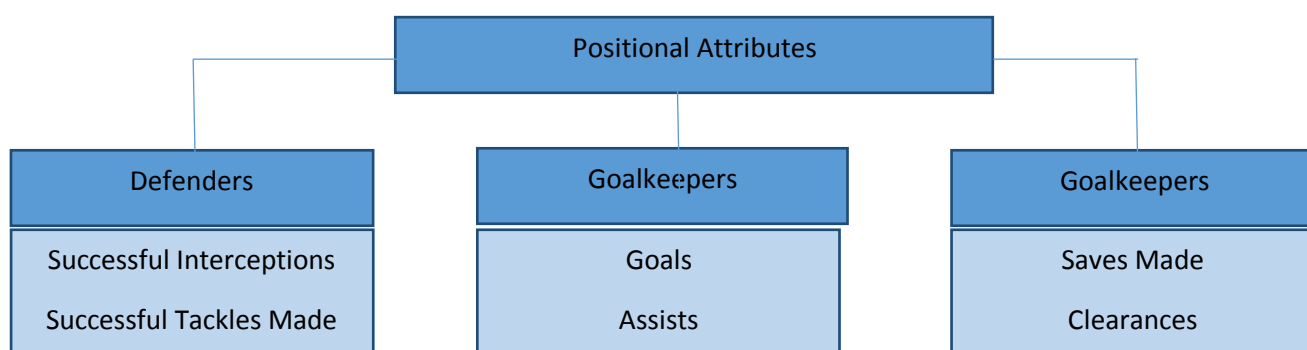 Positional Attributes
Defenders
Successful Interceptions
Successful Tackles Made
Goalkeepers
Goals
Assists
Goalkeepers
Saves Made
Clearances